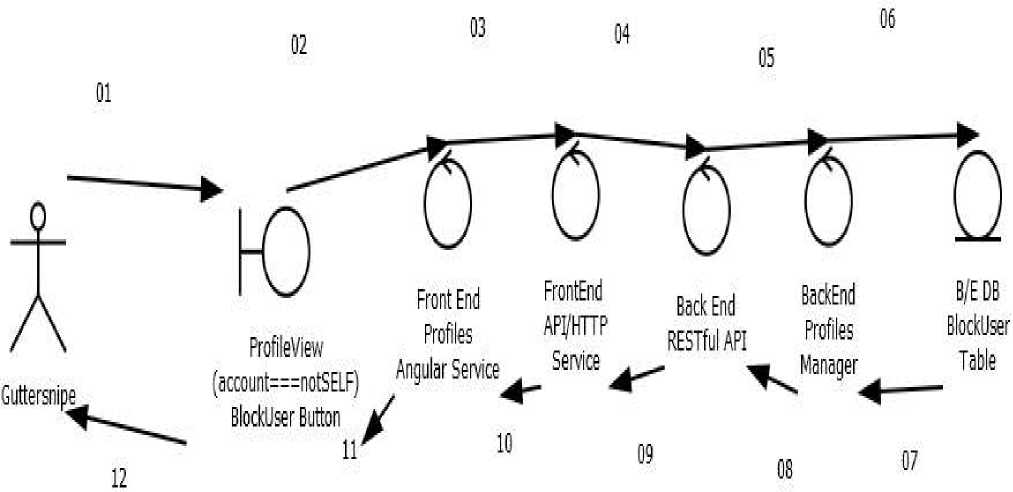 01
02
03
04
05
06
Guttersnipe
ProfileView
(account===notSELF)
BlockUser Button
Front End
Profiles
Angular Service
FrontEnd
API/HTTP
Service
Back End
RESTful API
BackEnd
Profiles
Manager
B/E DB
BlockUser
Table
12
11
10
09
08
07